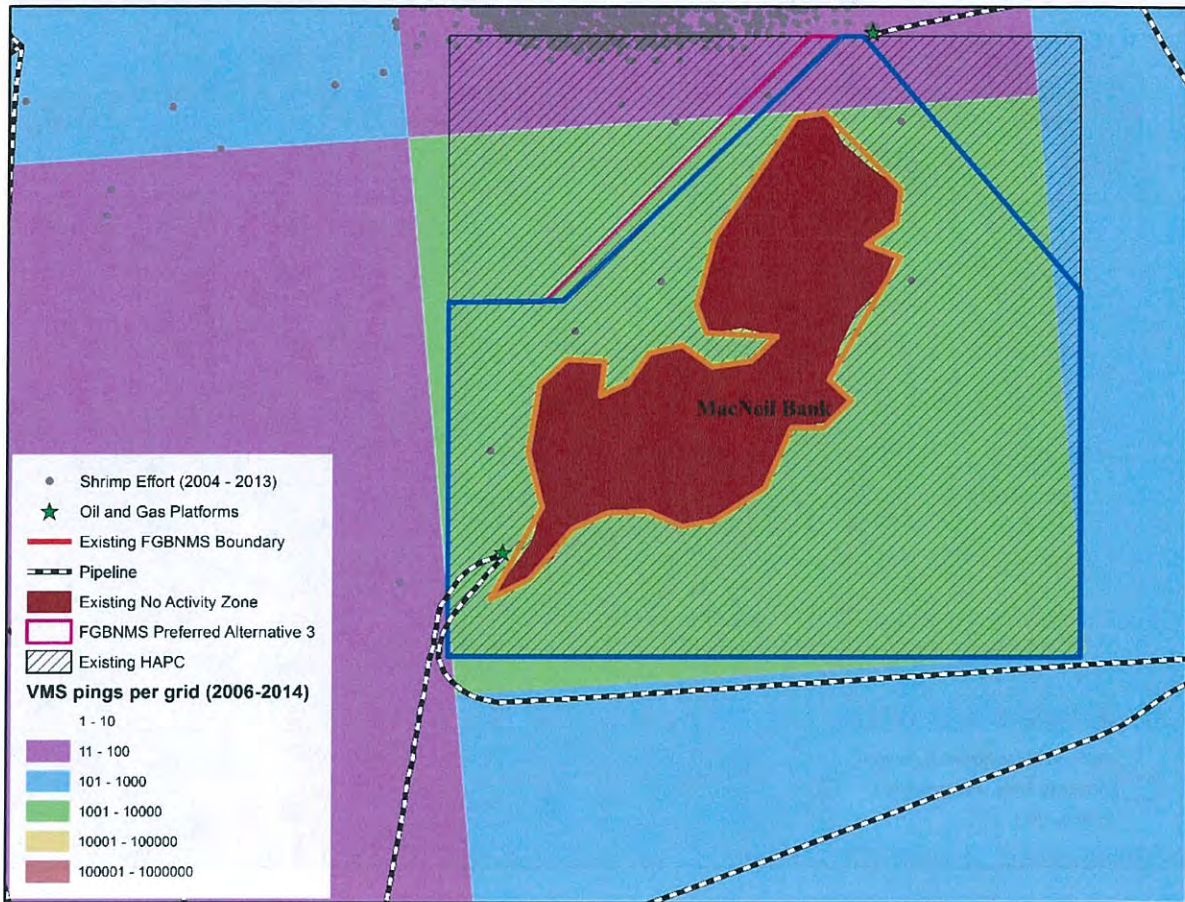 MacNeil Bank
Shrimp Effort (2004 - 2013)
Oil and Gas Platforms
Existing FGBNMS Boundary
Pipeline
Existing No Activity Zone
FGBNMS Preferred Alternative 3
Existing HAPC
VMS pings per grid (2006-2014)
1 - 10
11 - 100
101 - 1000
1001 - 10000
10001 - 100000
100001 - 1000000